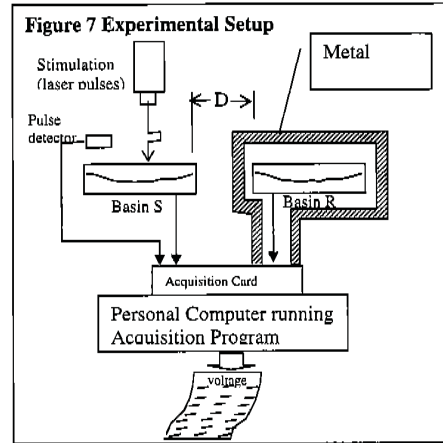 Figure 7 Experimental Setup
Stimulation
(laser pulses)
Metal
D
Pulse
detector
Basin S
Basin R
Acquisition Card
Personal Computer running
Acquisition Program
voltage